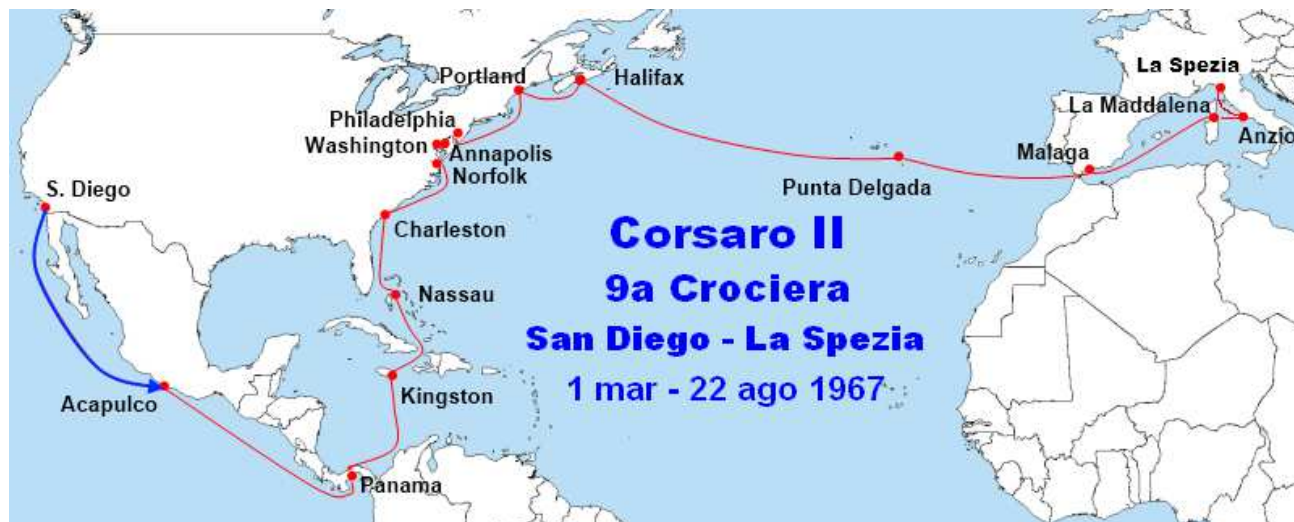 La Spezia
Portland
Halifax
La Maddalena
Philadelphia
Anzio
Washington
Annapolis
Malaga
Norfolk
Punta Delgada
S. Diego
Charleston
Corsaro II
9a Crociera
Nassau
San Diego - La Spezia
1 mar - 22 ago 1967
Acapulco
Kingston
Panama